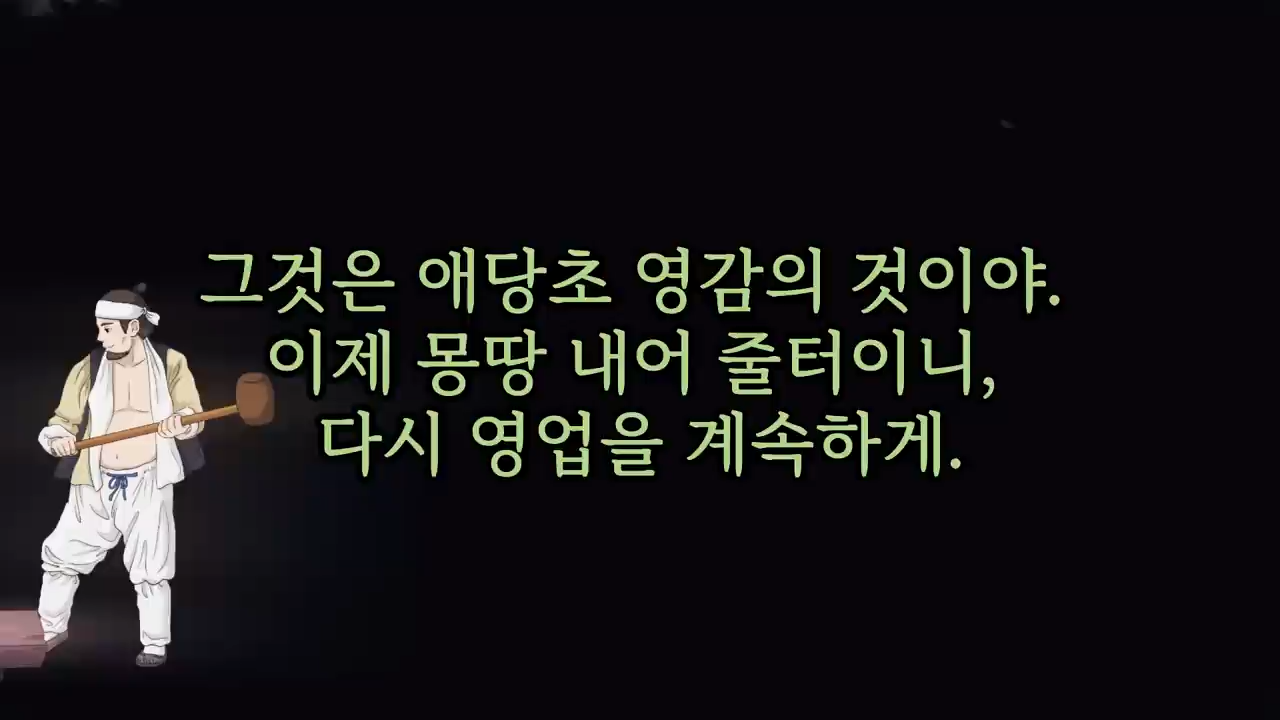 그것은 애당초 영감의 것이야.
이제 몽땅 내어 줄터이니,
다시 영업을 계속하게.